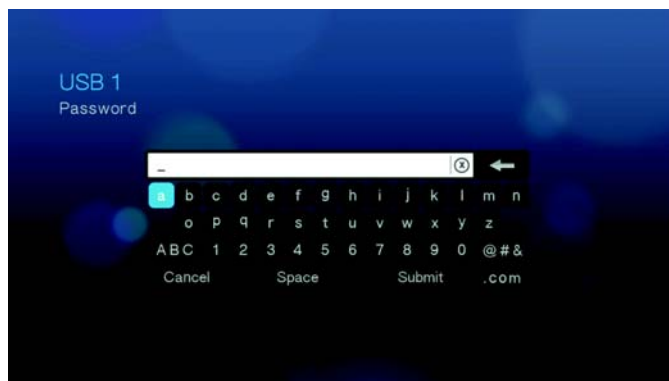 USB 1
Password
_
a b c d e f g h i j k l m n
o p q r s t u v w x y z
ABC 1 2 3 4 5 6 7 8 9 0 @#&
Cancel Space Submit .com